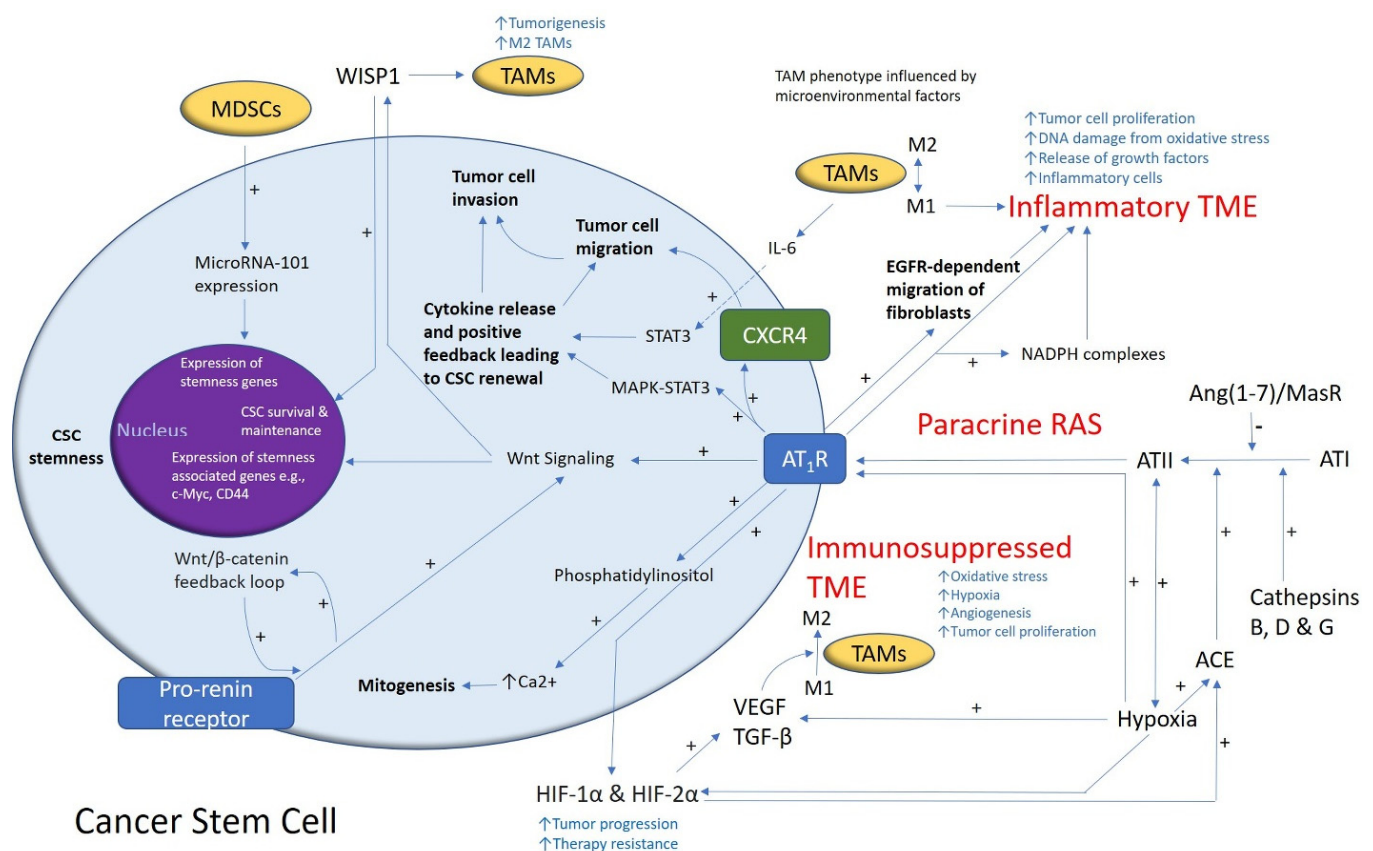 ↑Tumorigenesis
↑M2 TAMs
WISP1
TAMs
MDSCs
+
+
MicroRNA-101
expression
Expression of
stemness genes
CSC survival &
maintenance
Nucleus
Expression of stemness
associated genes e.g.,
c-Myc, CD44
CSC
stemness
Wnt/β-catenin
feedback loop
+
+
+
Pro-renin
receptor
Tumor cell
invasion
Tumor cell
migration
Cytokine release
and positive
feedback leading
to CSC renewal
STAT3
MAPK-STAT3
+
+
+
CXCR4
IL-6
TAM phenotype influenced by
microenvironmental factors
TAMs
M2
M1
↑Tumor cell proliferation
↑DNA damage from oxidative stress
↑Release of growth factors
↑Inflammatory cells
Inflammatory TME
EGFR-dependent
migration of
fibroblasts
NADPH complexes
+
+
Wnt Signaling
+
AT1R
Paracrine RAS
Ang(1-7)/MasR
-
ATII
ATI
+
+
Phosphatidylinositol
+
Mitogenesis
↑Ca2+
Immunosuppressed
TME
↑Oxidative stress
↑Hypoxia
↑Angiogenesis
↑Tumor cell proliferation
M2
TAMs
M1
+
+
+
+
Cathepsins
B, D & G
ACE
+
+
Hypoxia
+
VEGF
TGF-β
+
HIF-1α & HIF-2α
↑Tumor progression
↑Therapy resistance
Cancer Stem Cell